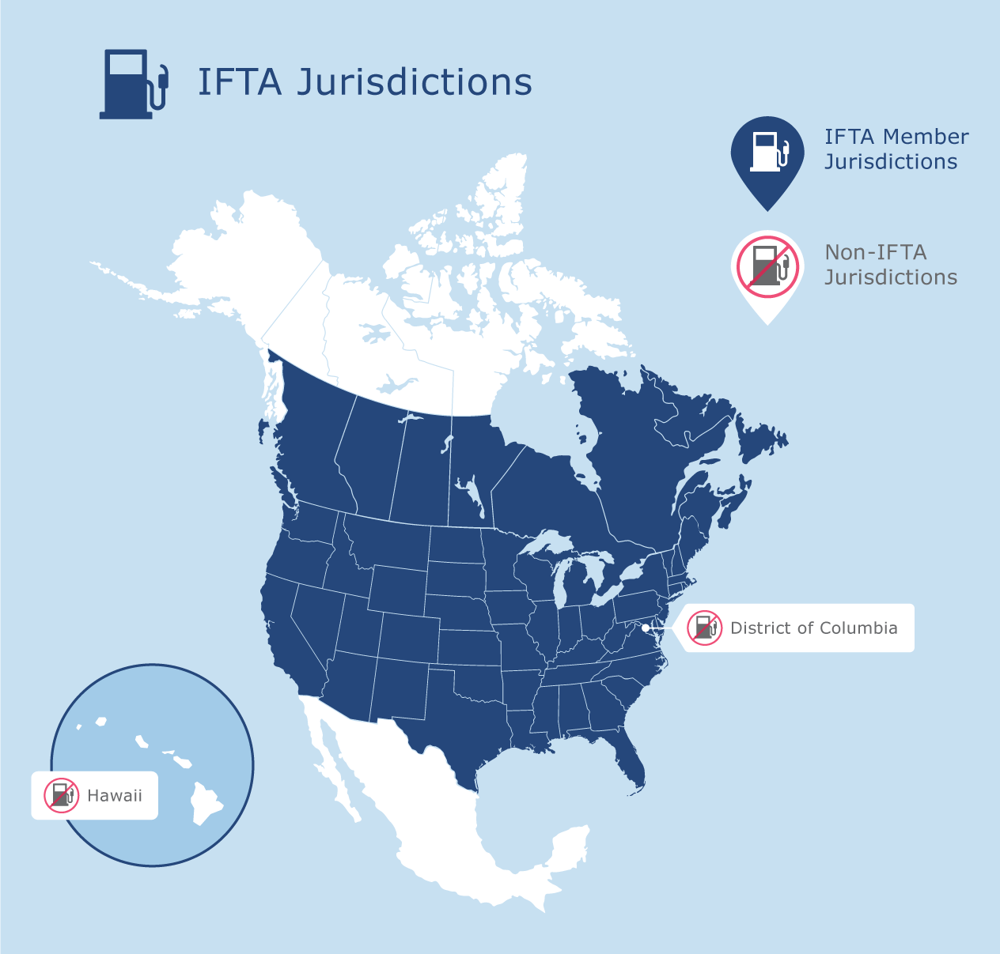 IFTA Jurisdictions
IFTA Member
Jurisdictions
Non-IFTA
Jurisdictions
District of Columbia
Hawaii